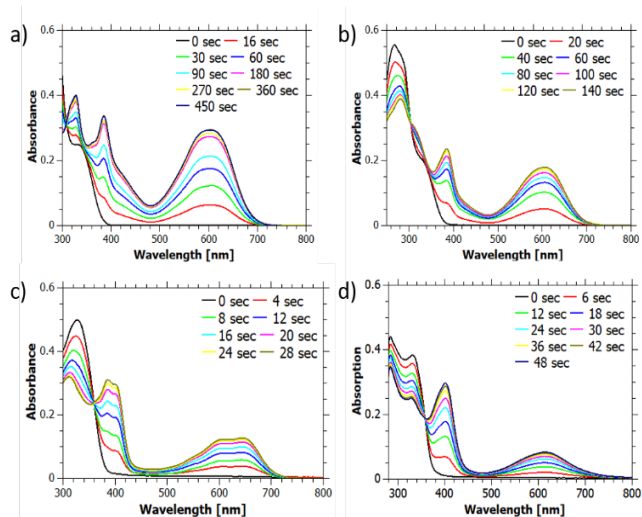 a)
0 sec 16 sec
30 sec 60 sec
90 sec 180 sec
270 sec 360 sec
450 sec
Absorbance
0.6
0.4
0.2
0
300 400 500 600 700 800
Wavelength [nm]
b)
0 sec 20 sec
40 sec 60 sec
80 sec 100 sec
120 sec 140 sec
Absorbance
0.6
0.4
0.2
0
300 400 500 600 700 800
Wavelength [nm]
c)
0 sec 4 sec
8 sec 12 sec
16 sec 20 sec
24 sec 28 sec
Absorbance
0.6
0.4
0.2
0
300 400 500 600 700 800
Wavelength [nm]
d)
0 sec 6 sec
12 sec 18 sec
24 sec 30 sec
36 sec 42 sec
48 sec
Absorption
0.6
0.4
0.2
0
300 400 500 600 700 800
Wavelength [nm]